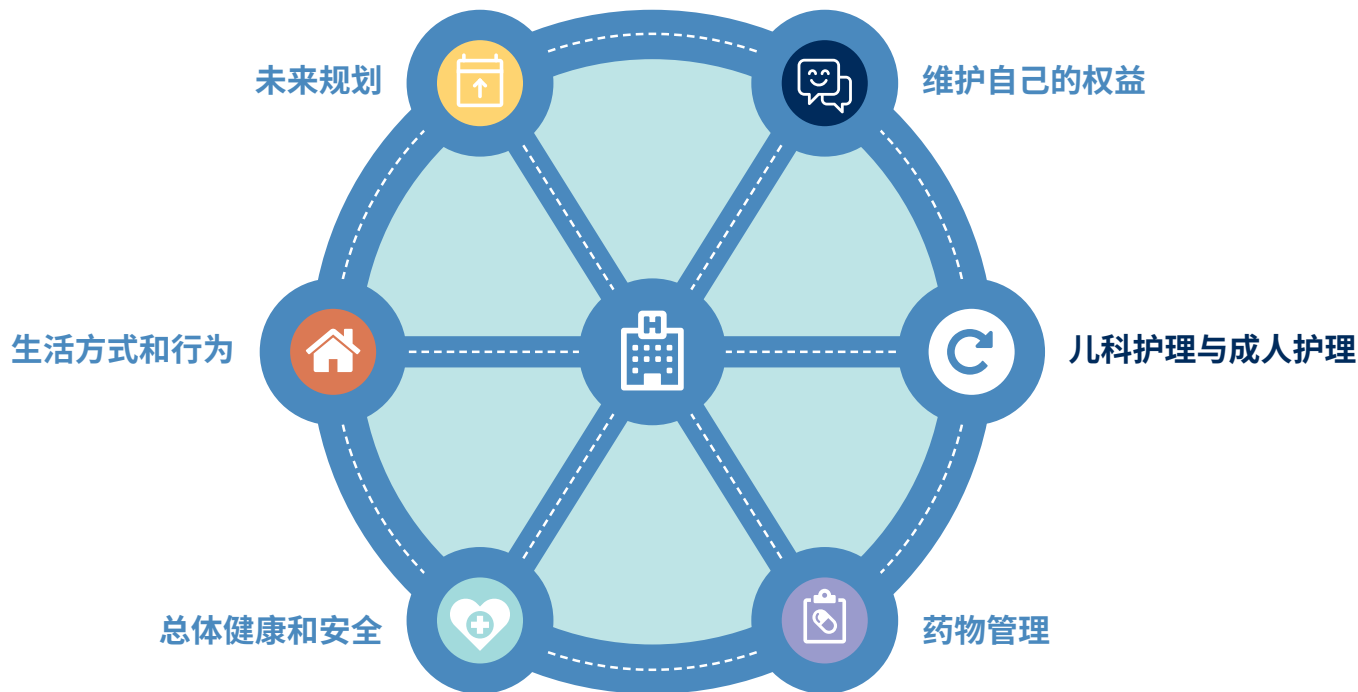 未来规划
维护自己的权益
H
生活方式和行为
儿科护理与成人护理
总体健康和安全
药物管理